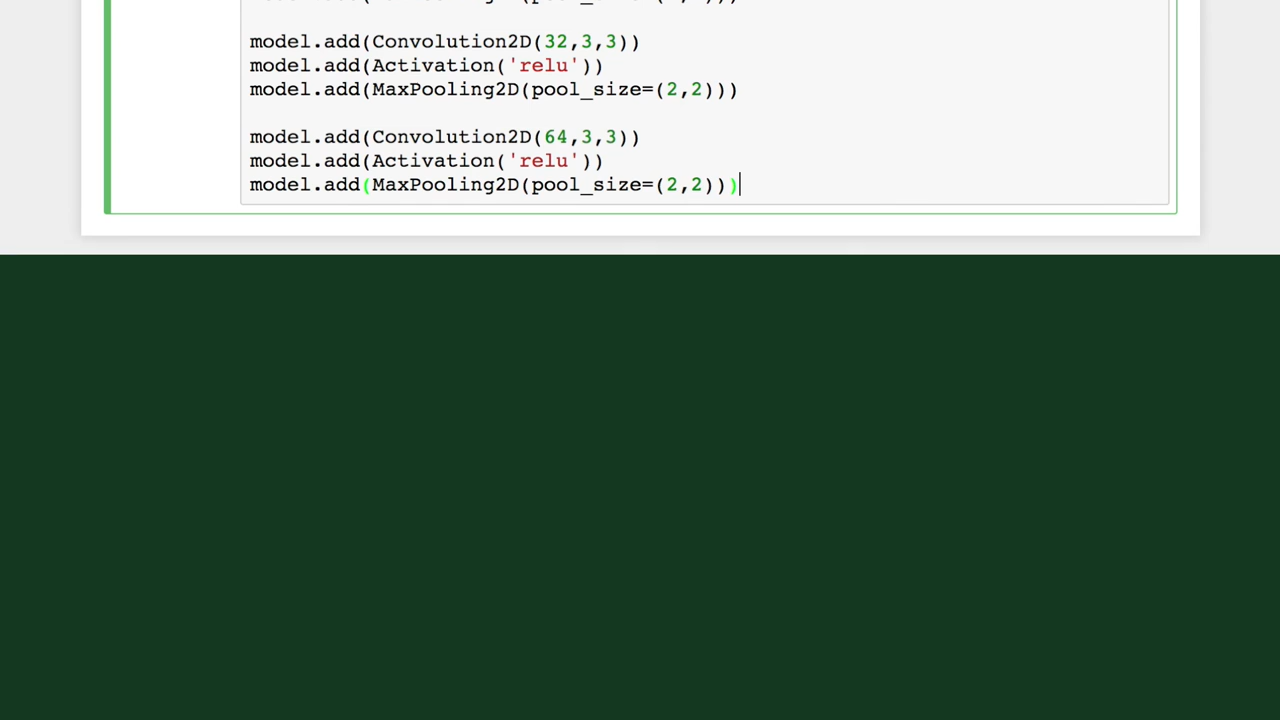 model.add(Convolution2D(32,3,3))
model.add(Activation('relu'))
model.add(MaxPooling2D(pool_size=(2,2)))
model.add(Convolution2D(64,3,3))
model.add(Activation('relu'))
model.add(MaxPooling2D(pool_size=(2,2)))